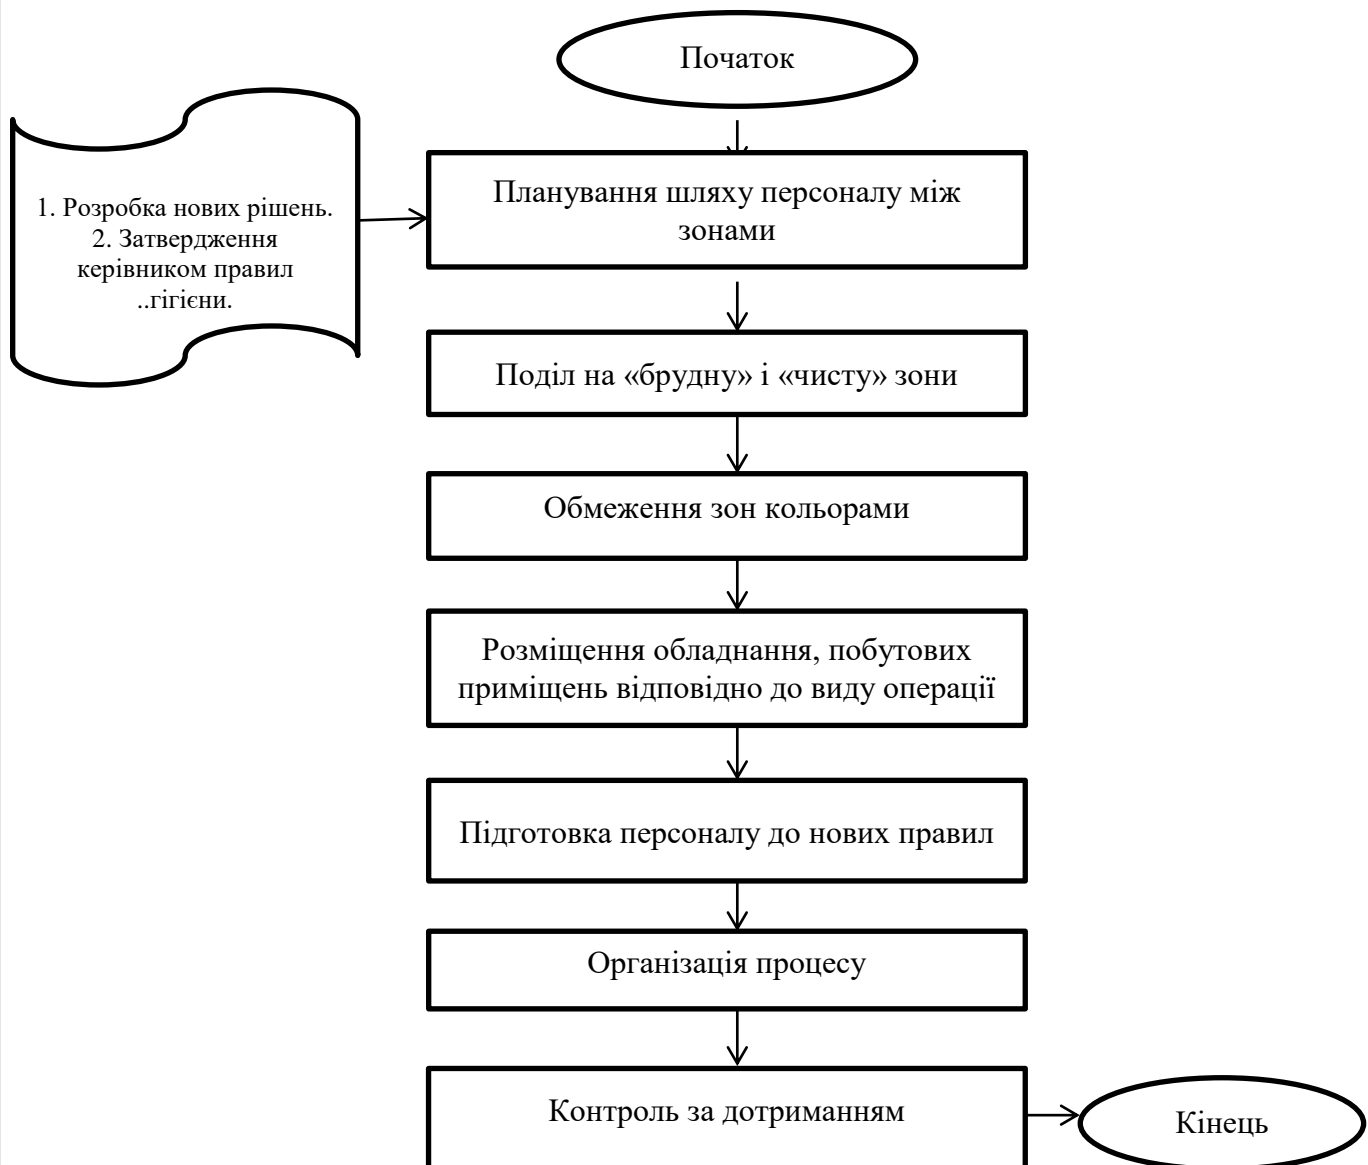 Початок
1. Розробка нових рішень.
2. Затвердження
керівником правил
..гігієни.
Планування шляху персоналу між
зонами
Поділ на «брудну» і «чисту» зони
Обмеження зон кольорами
Розміщення обладнання, побутових
приміщень відповідно до виду операції
Підготовка персоналу до нових правил
Організація процесу
Контроль за дотриманням
Кінець